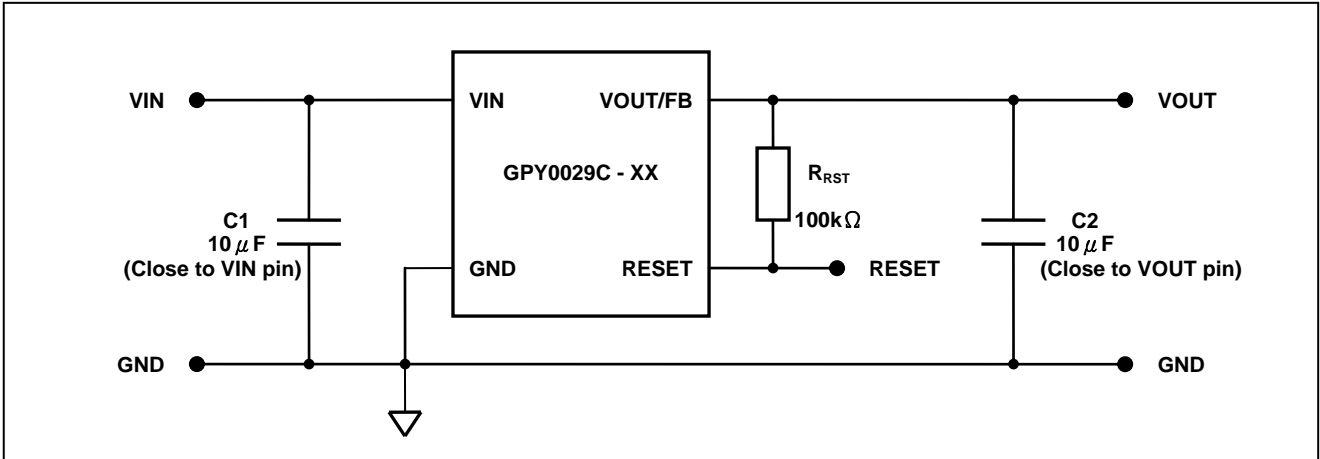 VIN
VIN
VOUT/FB
VOUT
GPY0029C - XX
R_RST
100kΩ
C1
10μF
(Close to VIN pin)
C2
10μF
(Close to VOUT pin)
GND
RESET
RESET
GND
GND